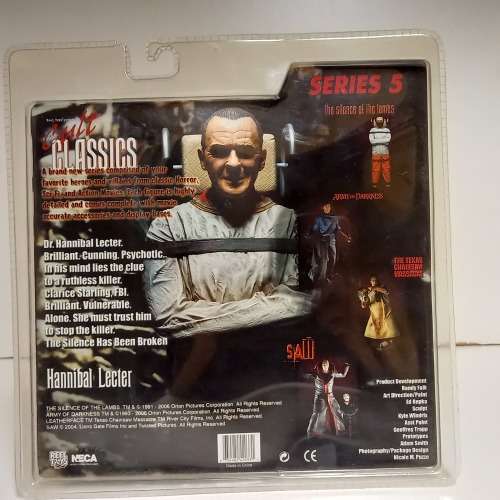 Cult
CLASSICS
A brand new series comprised of your
favorite heroes and villains from classic Horror,
Sci-Fi and Action Movies. Each figure is highly
detailed and comes complete with movie
accurate accessories and display bases.
SERIES 5
the silence of the lambs
ARMY OF DARKNESS
THE TEXAS
CHAINSAW
MASSACRE
SAW
Dr. Hannibal Lecter.
Brilliant. Cunning. Psychotic.
In his mind lies the clue
to a ruthless killer.
Clarice Starling, FBI.
Brilliant. Vulnerable.
Alone. She must trust him
to stop the killer.
The Silence Has Been Broken
Hannibal Lecter
THE SILENCE OF THE LAMBS TM & © 1991 - 2006 Orion Pictures Corporation. All Rights Reserved
ARMY OF DARKNESS TM & © 1993 - 2006 Orion Pictures Corporation. All Rights Reserved.
LEATHERFACE TM Texas Chainsaw Massacre TM River City Films, Inc. All Rights Reserved
SAW © 2004, Lions Gate Films Inc and Twisted Pictures. All Rights Reserved.
REEL
TOYS
NECA
Made in China
CE
Product Development
Randy Falk
Art Direction/Paint
Sculpt
Kyle Windrix
Asst Paint
Geoffrey Trapp
Prototypes
Adam Smith
Photography/Package Design
Nicole M. Puzzo